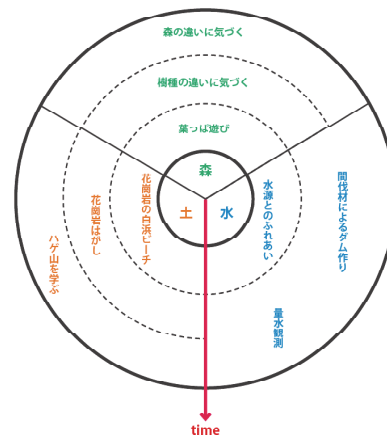 森の違いに気づく
樹種の違いに気づく
葉っぱ遊び
森
土
水
花崗岩の白浜ビーチ
花崗岩はがし
ハゲ山を学ぶ
水源とのふれあい
間伐材によるダム作り
量水観測
time